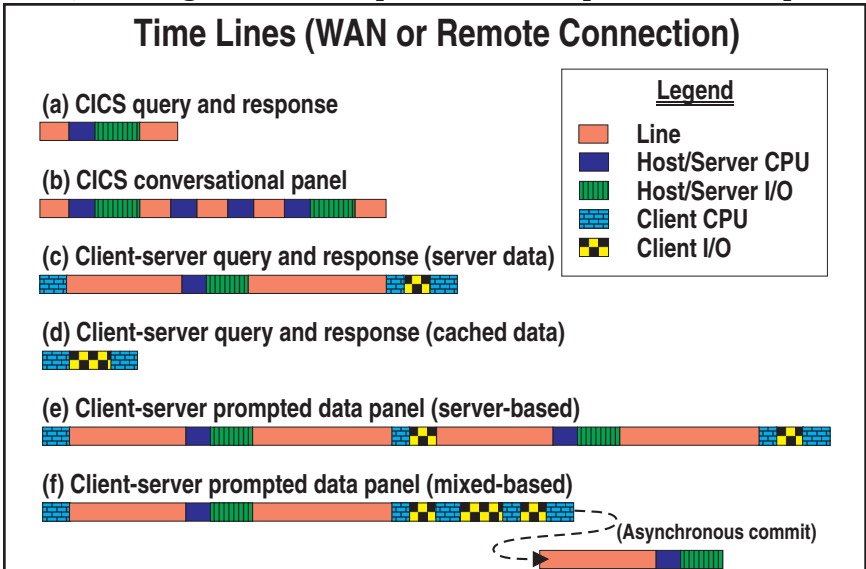 Time Lines (WAN or Remote Connection)
(a) CICS query and response
(b) CICS conversational panel
(c) Client-server query and response (server data)
(d) Client-server query and response (cached data)
(e) Client-server prompted data panel (server-based)
(f) Client-server prompted data panel (mixed-based)
(Asynchronous commit)
Legend
Line
Host/Server CPU
Host/Server I/O
Client CPU
Client I/O